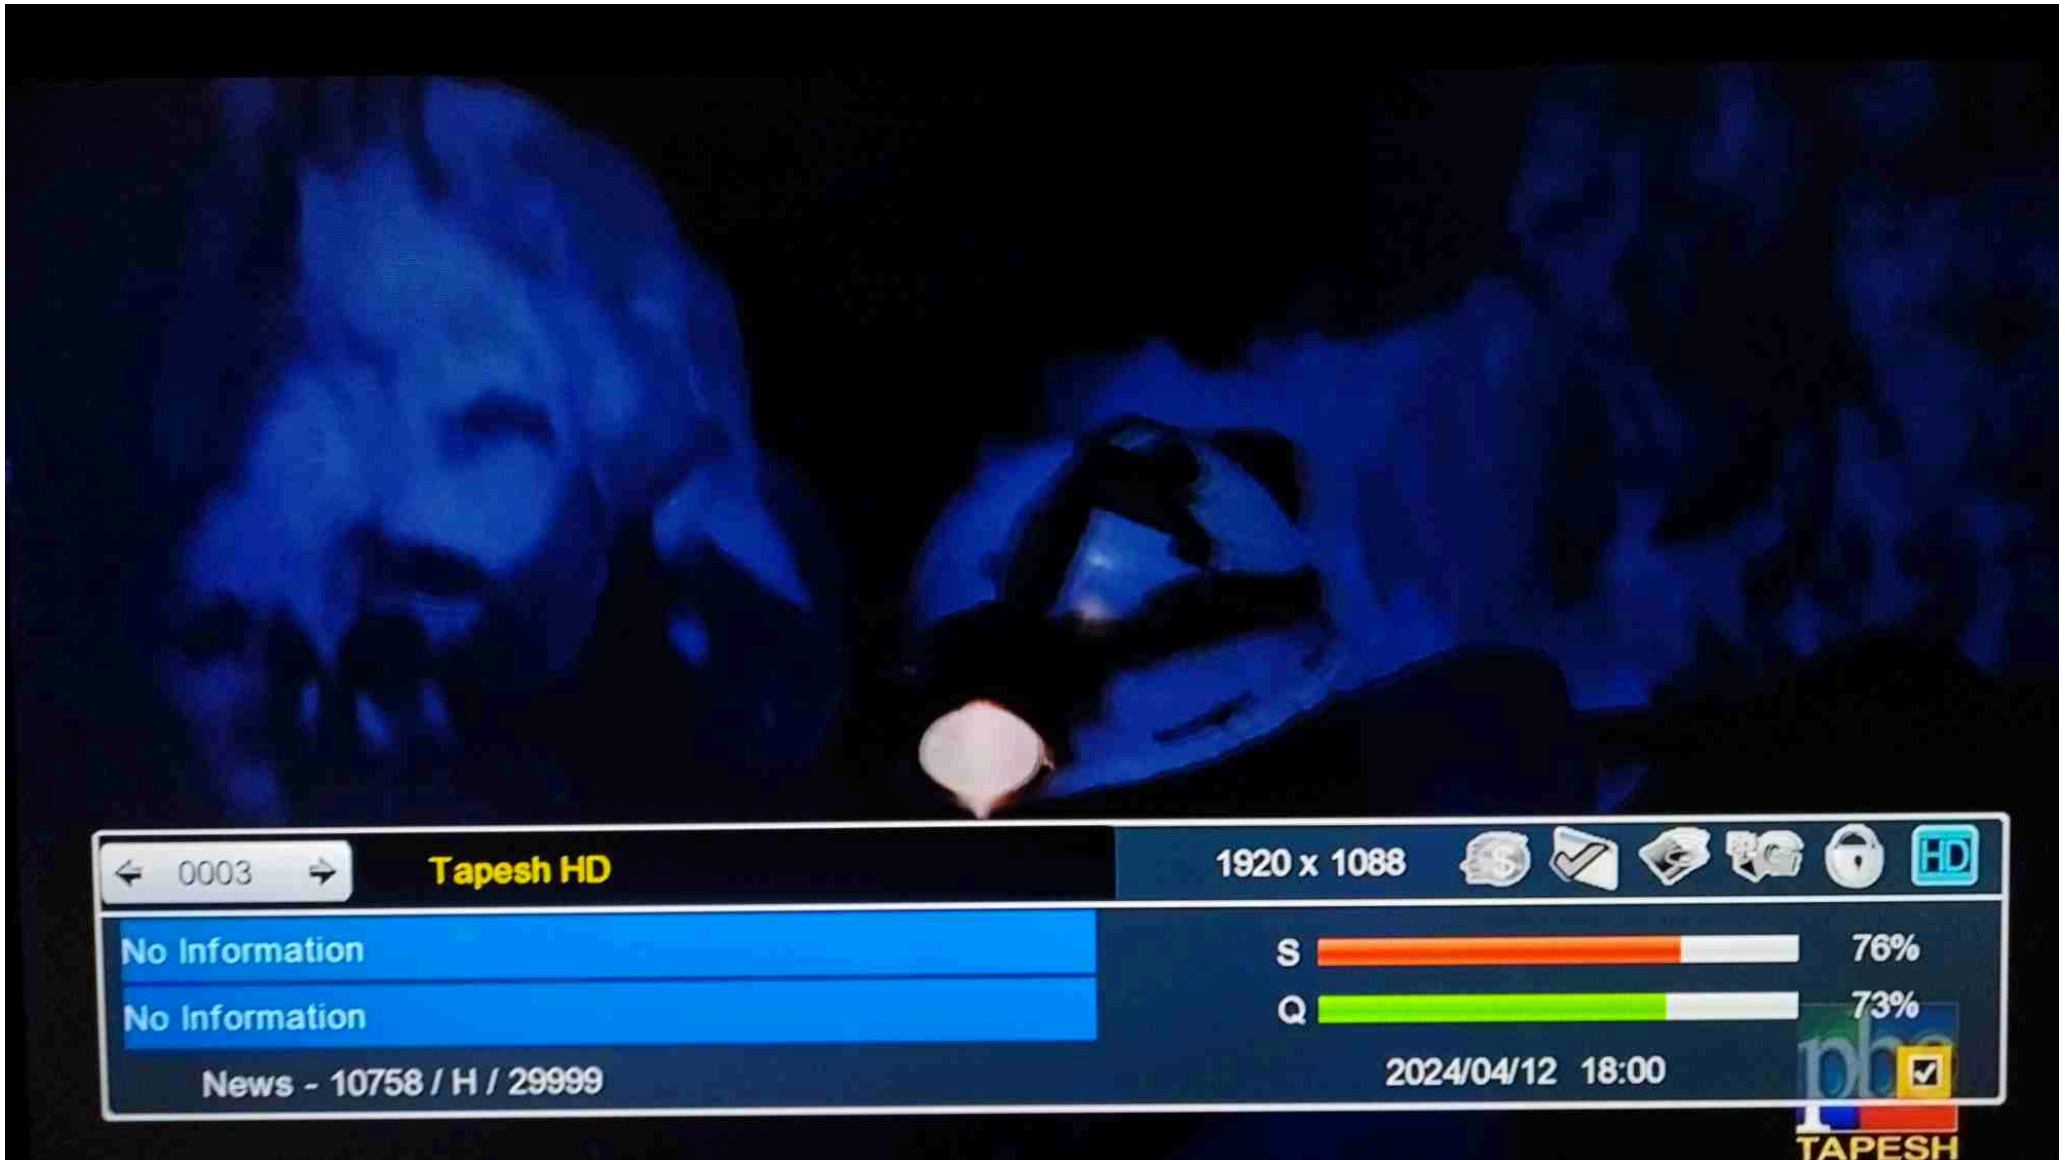 0003
Tapesh HD
1920 x 1088
HD
No Information
S
76%
No Information
Q
73%
News - 10758 / H / 29999
2024/04/12 18:00
TAPESH